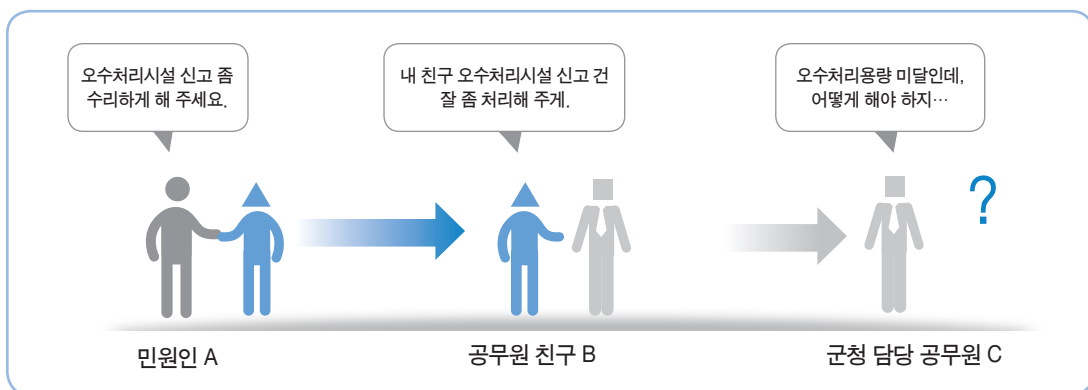 오수처리시설 신고 좀
수리하게 해 주세요.
내 친구 오수처리시설 신고 건
잘 좀 처리해 주게.
오수처리용량 미달인데,
어떻게 해야 하지…
?
민원인 A
공무원 친구 B
군청 담당 공무원 C